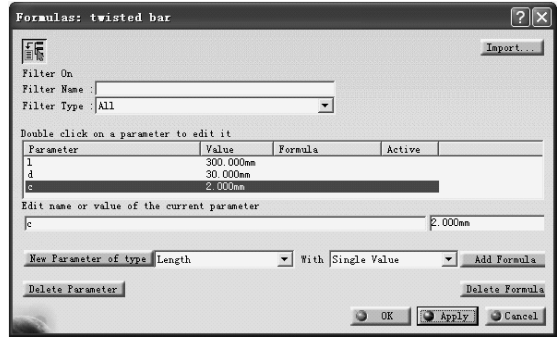 Formulas: twisted bar
Import...
Filter On
Filter Name :
Filter Type : All
Double click on a parameter to edit it
Parameter Value Formula Active
l 300.000mm
d 30.000mm
c 2.000mm
Edit name or value of the current parameter
c 2.000mm
New Parameter of type Length With Single Value Add Formula
Delete Parameter Delete Formula
OK Apply Cancel